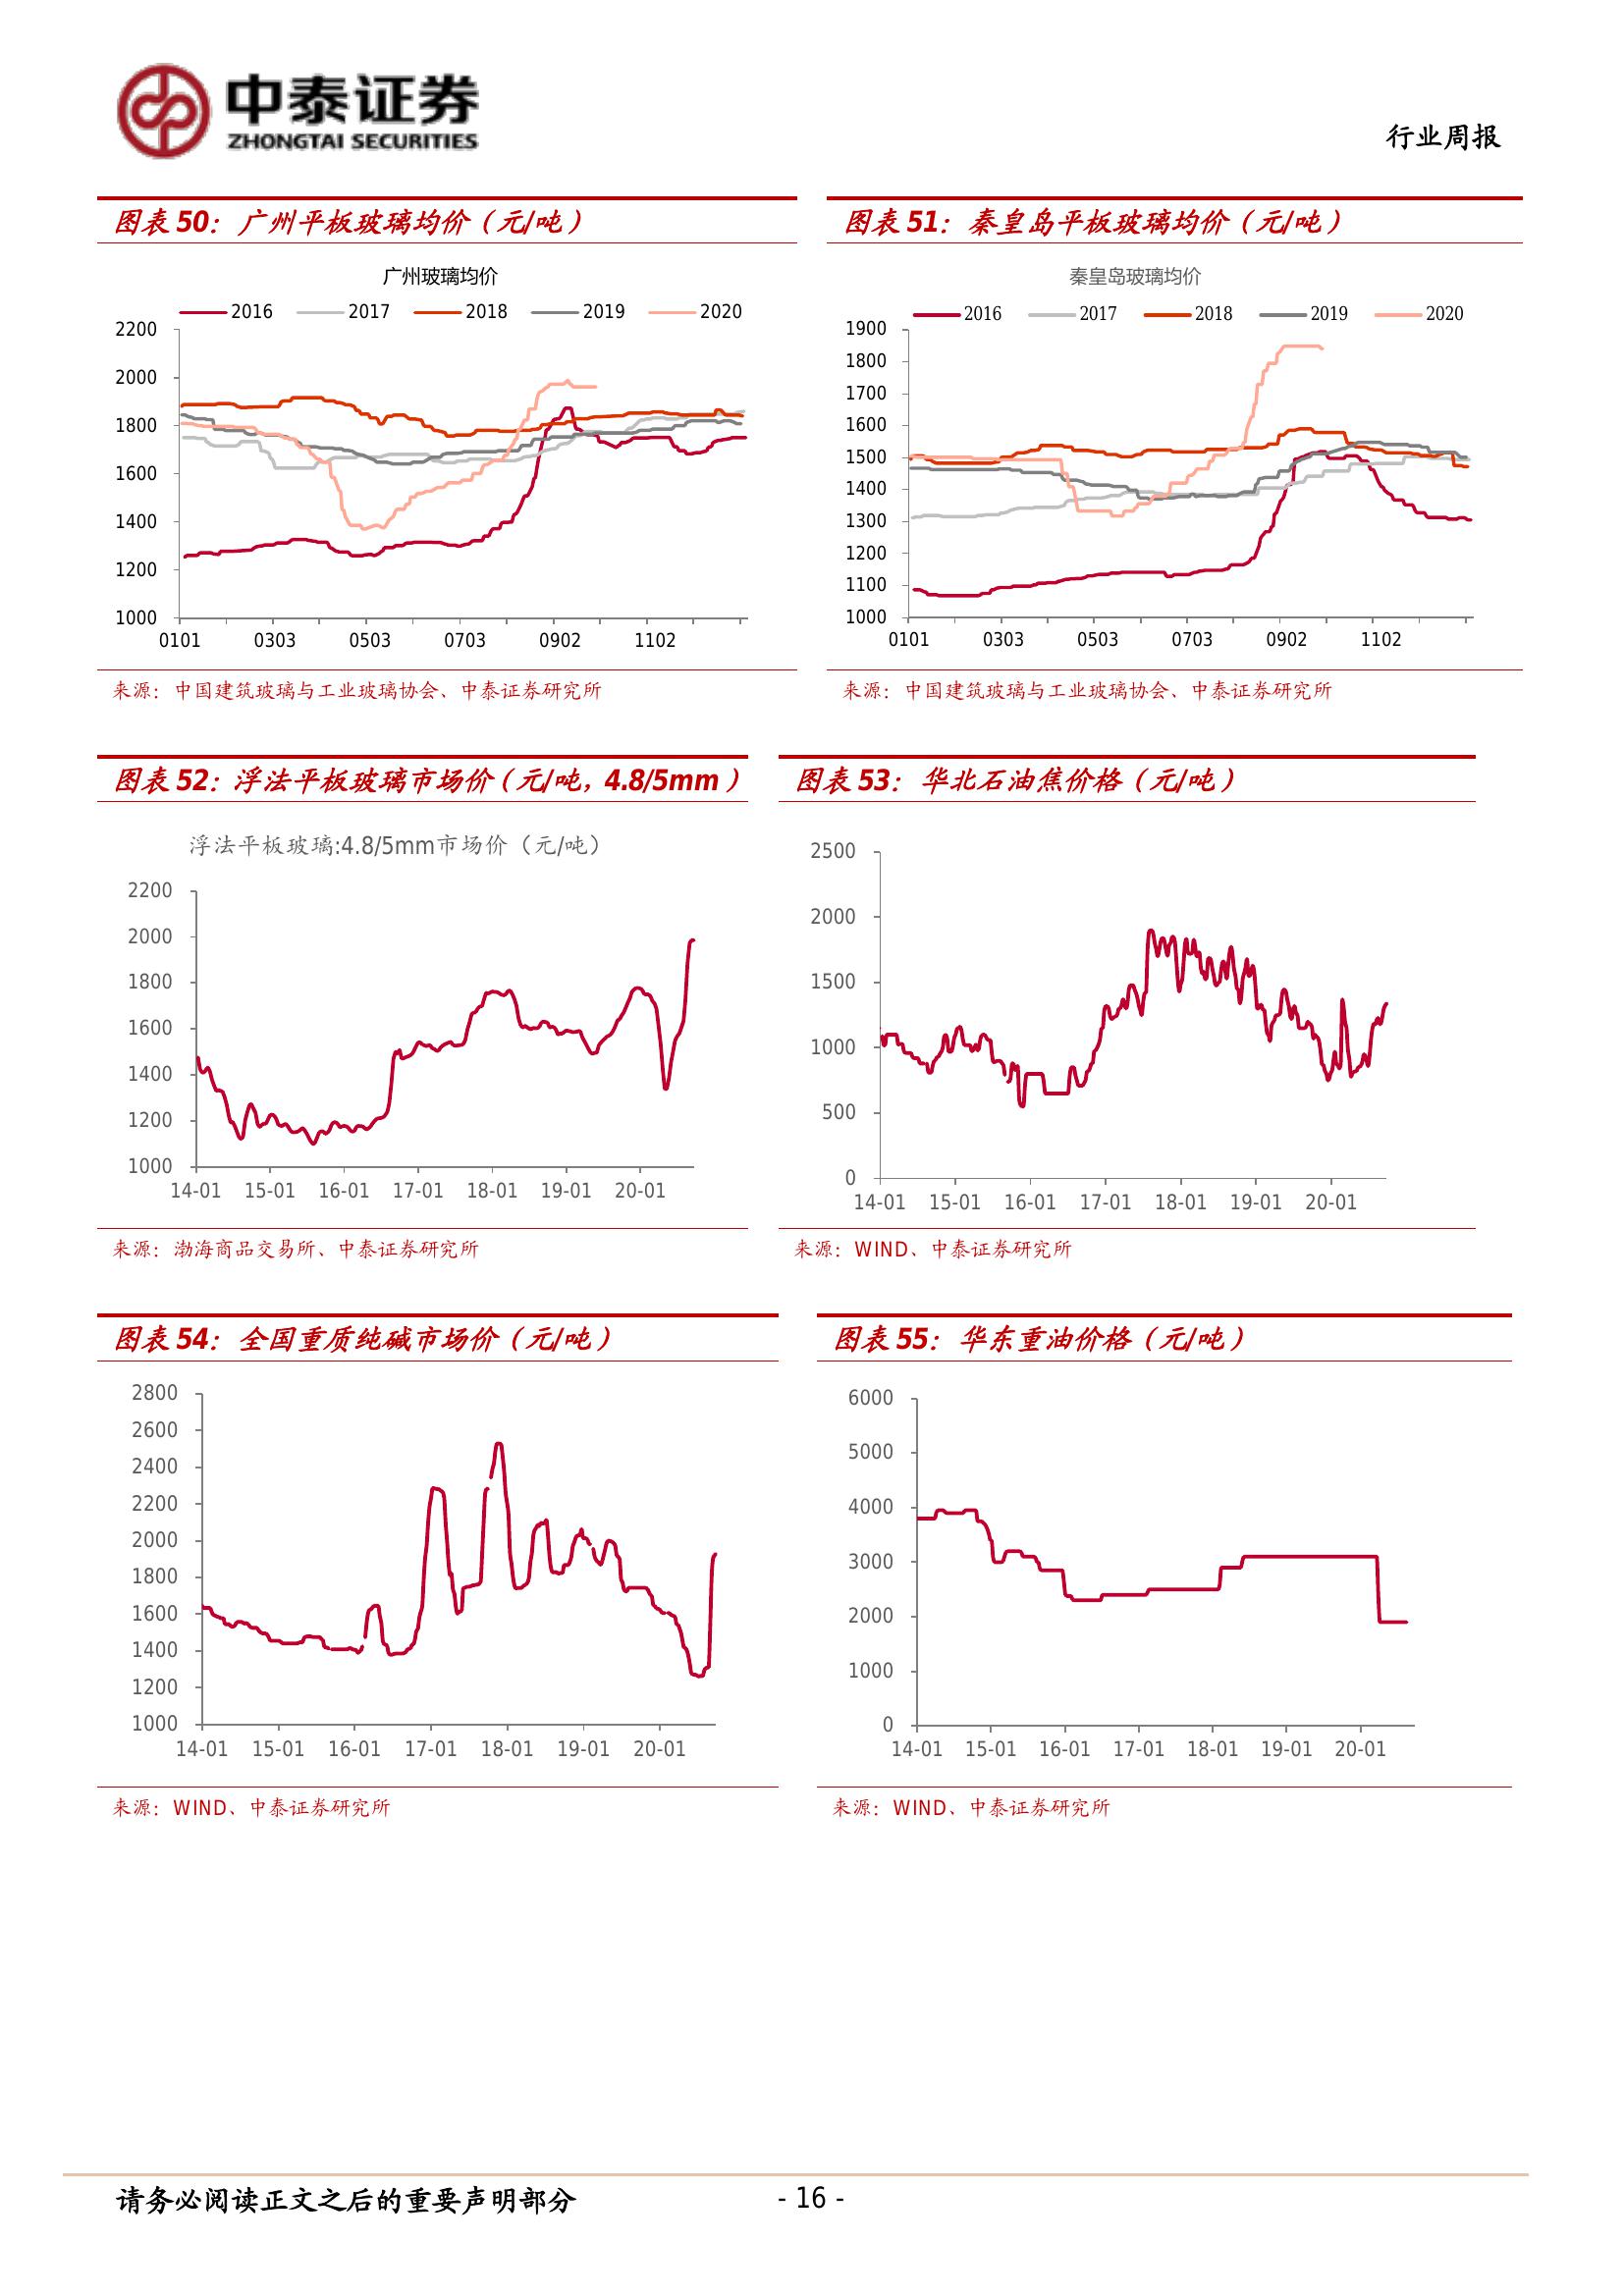 中泰证券
ZHONGTAI SECURITIES
行业周报
图表 50：广州平板玻璃均价（元/吨）
广州玻璃均价
2016 2017 2018 2019 2020
2200
2000
1800
1600
1400
1200
1000
0101 0303 0503 0703 0902 1102
来源：中国建筑玻璃与工业玻璃协会、中泰证券研究所
图表 51：秦皇岛平板玻璃均价（元/吨）
秦皇岛玻璃均价
2016 2017 2018 2019 2020
1900
1800
1700
1600
1500
1400
1300
1200
1100
1000
0101 0303 0503 0703 0902 1102
来源：中国建筑玻璃与工业玻璃协会、中泰证券研究所
图表 52：浮法平板玻璃市场价（元/吨，4.8/5mm）
浮法平板玻璃:4.8/5mm市场价（元/吨）
2200
2000
1800
1600
1400
1200
1000
14-01 15-01 16-01 17-01 18-01 19-01 20-01
来源：渤海商品交易所、中泰证券研究所
图表 53：华北石油焦价格（元/吨）
2500
2000
1500
1000
500
0
14-01 15-01 16-01 17-01 18-01 19-01 20-01
来源：WIND、中泰证券研究所
图表 54：全国重质纯碱市场价（元/吨）
2800
2600
2400
2200
2000
1800
1600
1400
1200
1000
14-01 15-01 16-01 17-01 18-01 19-01 20-01
来源：WIND、中泰证券研究所
图表 55：华东重油价格（元/吨）
6000
5000
4000
3000
2000
1000
0
14-01 15-01 16-01 17-01 18-01 19-01 20-01
来源：WIND、中泰证券研究所
请务必阅读正文之后的重要声明部分
- 16 -